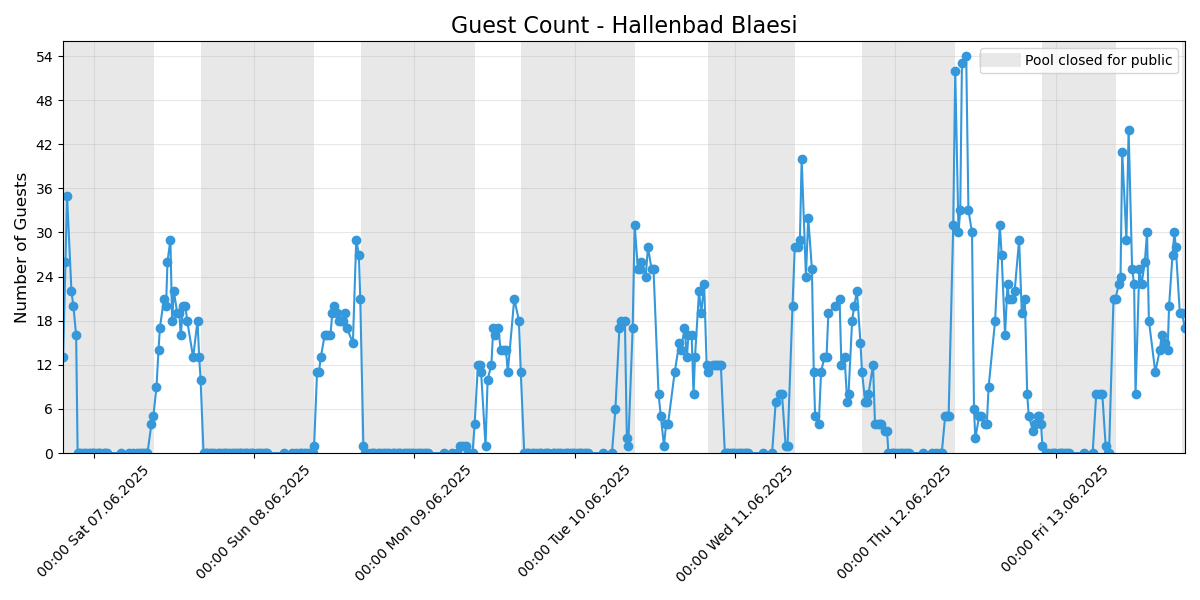 Guest Count - Hallenbad Blaesi
Pool closed for public
Number of Guests
54
48
42
36
30
24
18
12
6
0
00:00 Sat 07.06.2025
00:00 Sun 08.06.2025
00:00 Mon 09.06.2025
00:00 Tue 10.06.2025
00:00 Wed 11.06.2025
00:00 Thu 12.06.2025
00:00 Fri 13.06.2025